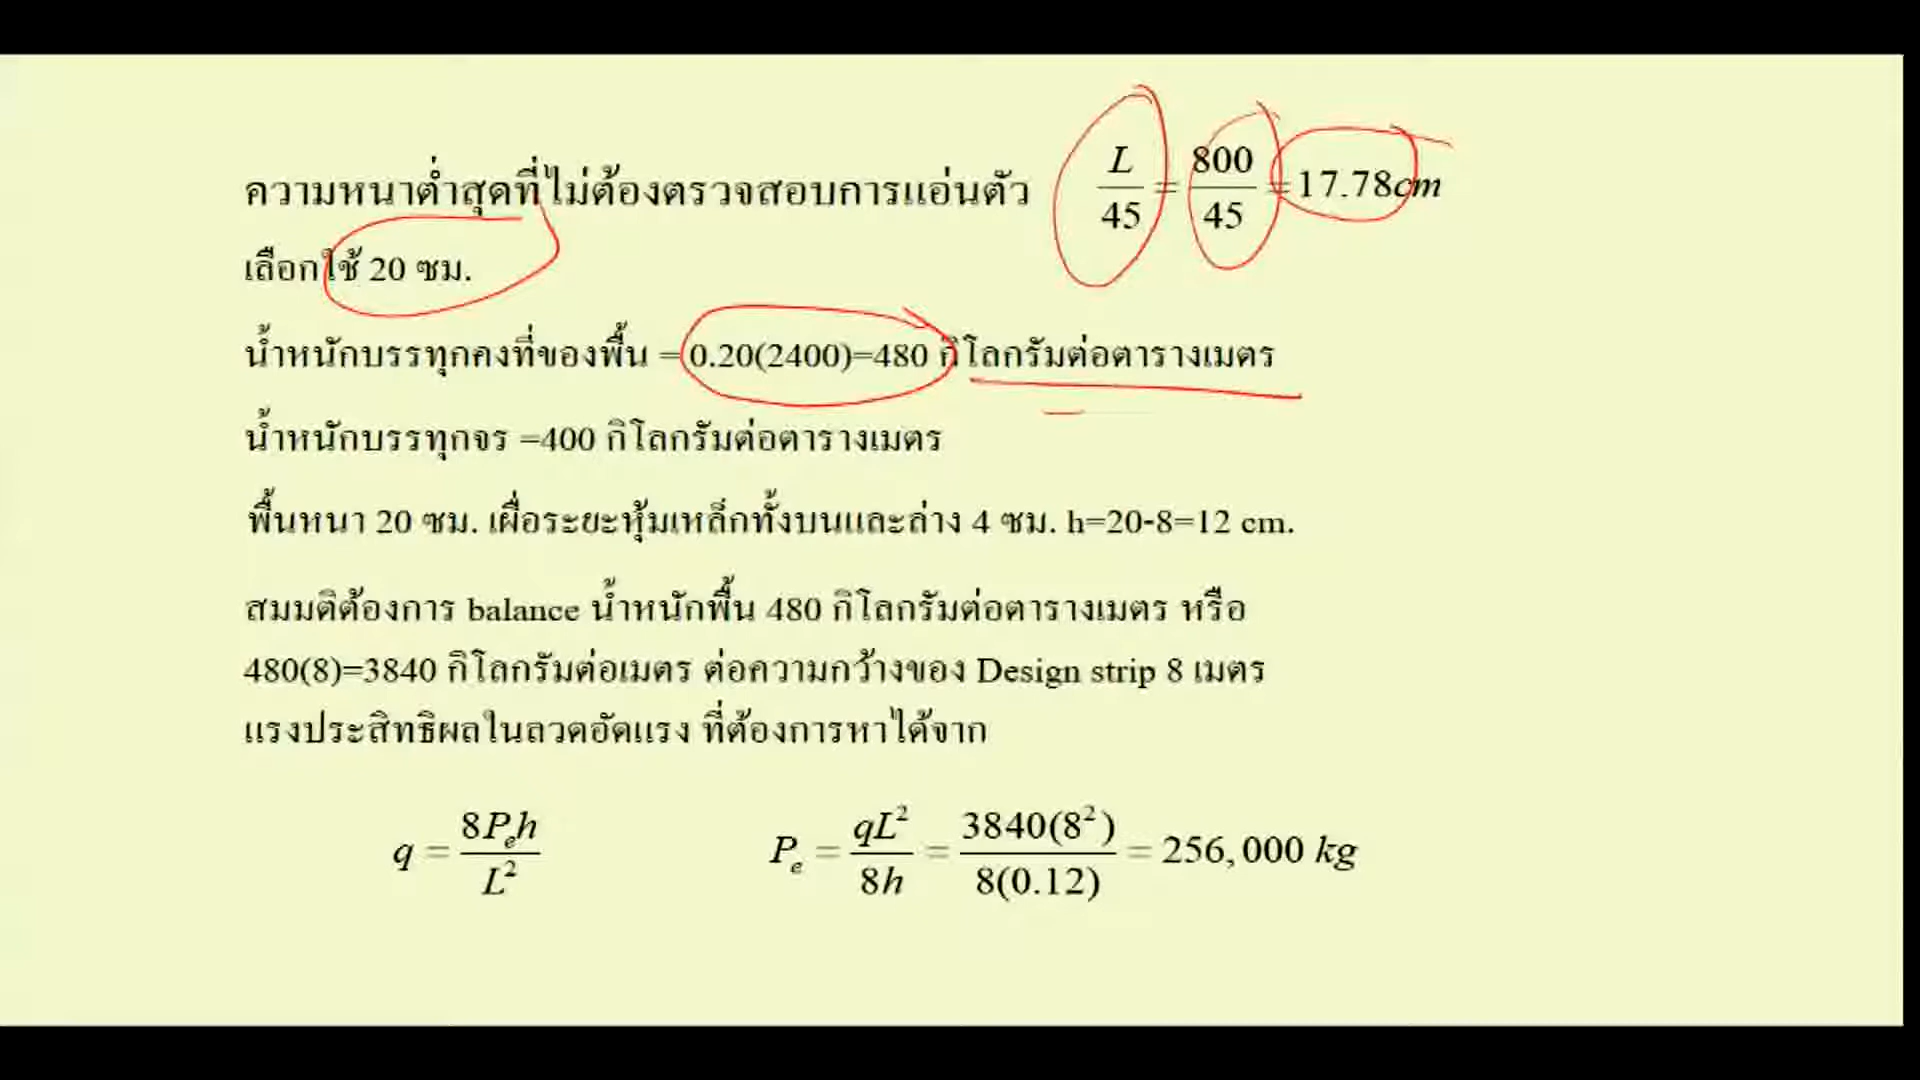 ความหนาต่ำสุดที่ไม่ต้องตรวจสอบการแอ่นตัว L/45 = 800/45 = 17.78cm
เลือกใช้ 20 ซม.
น้ำหนักบรรทุกคงที่ของพื้น = 0.20(2400)=480 กิโลกรัมต่อตารางเมตร
น้ำหนักบรรทุกจร =400 กิโลกรัมต่อตารางเมตร
พื้นหนา 20 ซม. เผื่อระยะหุ้มเหล็กทั้งบนและล่าง 4 ซม. h=20-8=12 cm.
สมมติต้องการ balance น้ำหนักพื้น 480 กิโลกรัมต่อตารางเมตร หรือ
480(8)=3840 กิโลกรัมต่อเมตร ต่อความกว้างของ Design strip 8 เมตร
แรงประสิทธิผลในลวดอัดแรง ที่ต้องการหาได้จาก
q = 8Pₑh/L² Pₑ = qL²/8h = 3840(8²)/8(0.12) = 256,000 kg